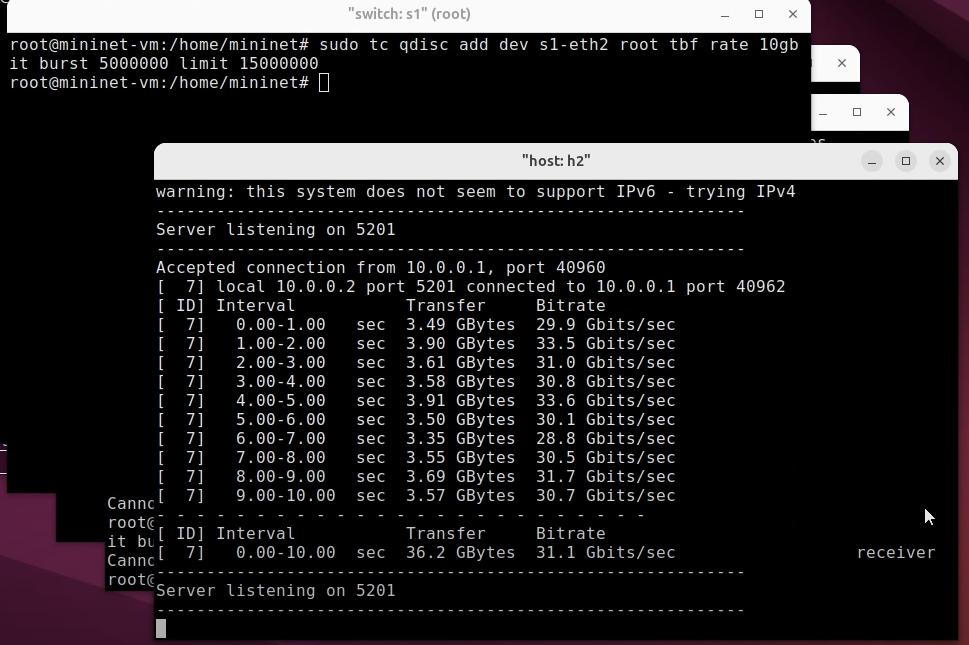 "switch: s1" (root)
root@mininet-vm:/home/mininet# sudo tc qdisc add dev s1-eth2 root tbf rate 10gb
it burst 5000000 limit 15000000
root@mininet-vm:/home/mininet#
"host: h2"
warning: this system does not seem to support IPv6 - trying IPv4
-----------------------------------------------------------
Server listening on 5201
-----------------------------------------------------------
Accepted connection from 10.0.0.1, port 40960
[  7] local 10.0.0.2 port 5201 connected to 10.0.0.1 port 40962
[ ID] Interval           Transfer     Bitrate
[  7]   0.00-1.00   sec  3.49 GBytes  29.9 Gbits/sec
[  7]   1.00-2.00   sec  3.90 GBytes  33.5 Gbits/sec
[  7]   2.00-3.00   sec  3.61 GBytes  31.0 Gbits/sec
[  7]   3.00-4.00   sec  3.58 GBytes  30.8 Gbits/sec
[  7]   4.00-5.00   sec  3.91 GBytes  33.6 Gbits/sec
[  7]   5.00-6.00   sec  3.50 GBytes  30.1 Gbits/sec
[  7]   6.00-7.00   sec  3.35 GBytes  28.8 Gbits/sec
[  7]   7.00-8.00   sec  3.55 GBytes  30.5 Gbits/sec
[  7]   8.00-9.00   sec  3.69 GBytes  31.7 Gbits/sec
[  7]   9.00-10.00  sec  3.57 GBytes  30.7 Gbits/sec
- - - - - - - - - - - - - - - - - - - - - - - - -
[ ID] Interval           Transfer     Bitrate
[  7]   0.00-10.00  sec  36.2 GBytes  31.1 Gbits/sec                  receiver
-----------------------------------------------------------
Server listening on 5201
-----------------------------------------------------------
Canno
root@
it bu
Canno
root@